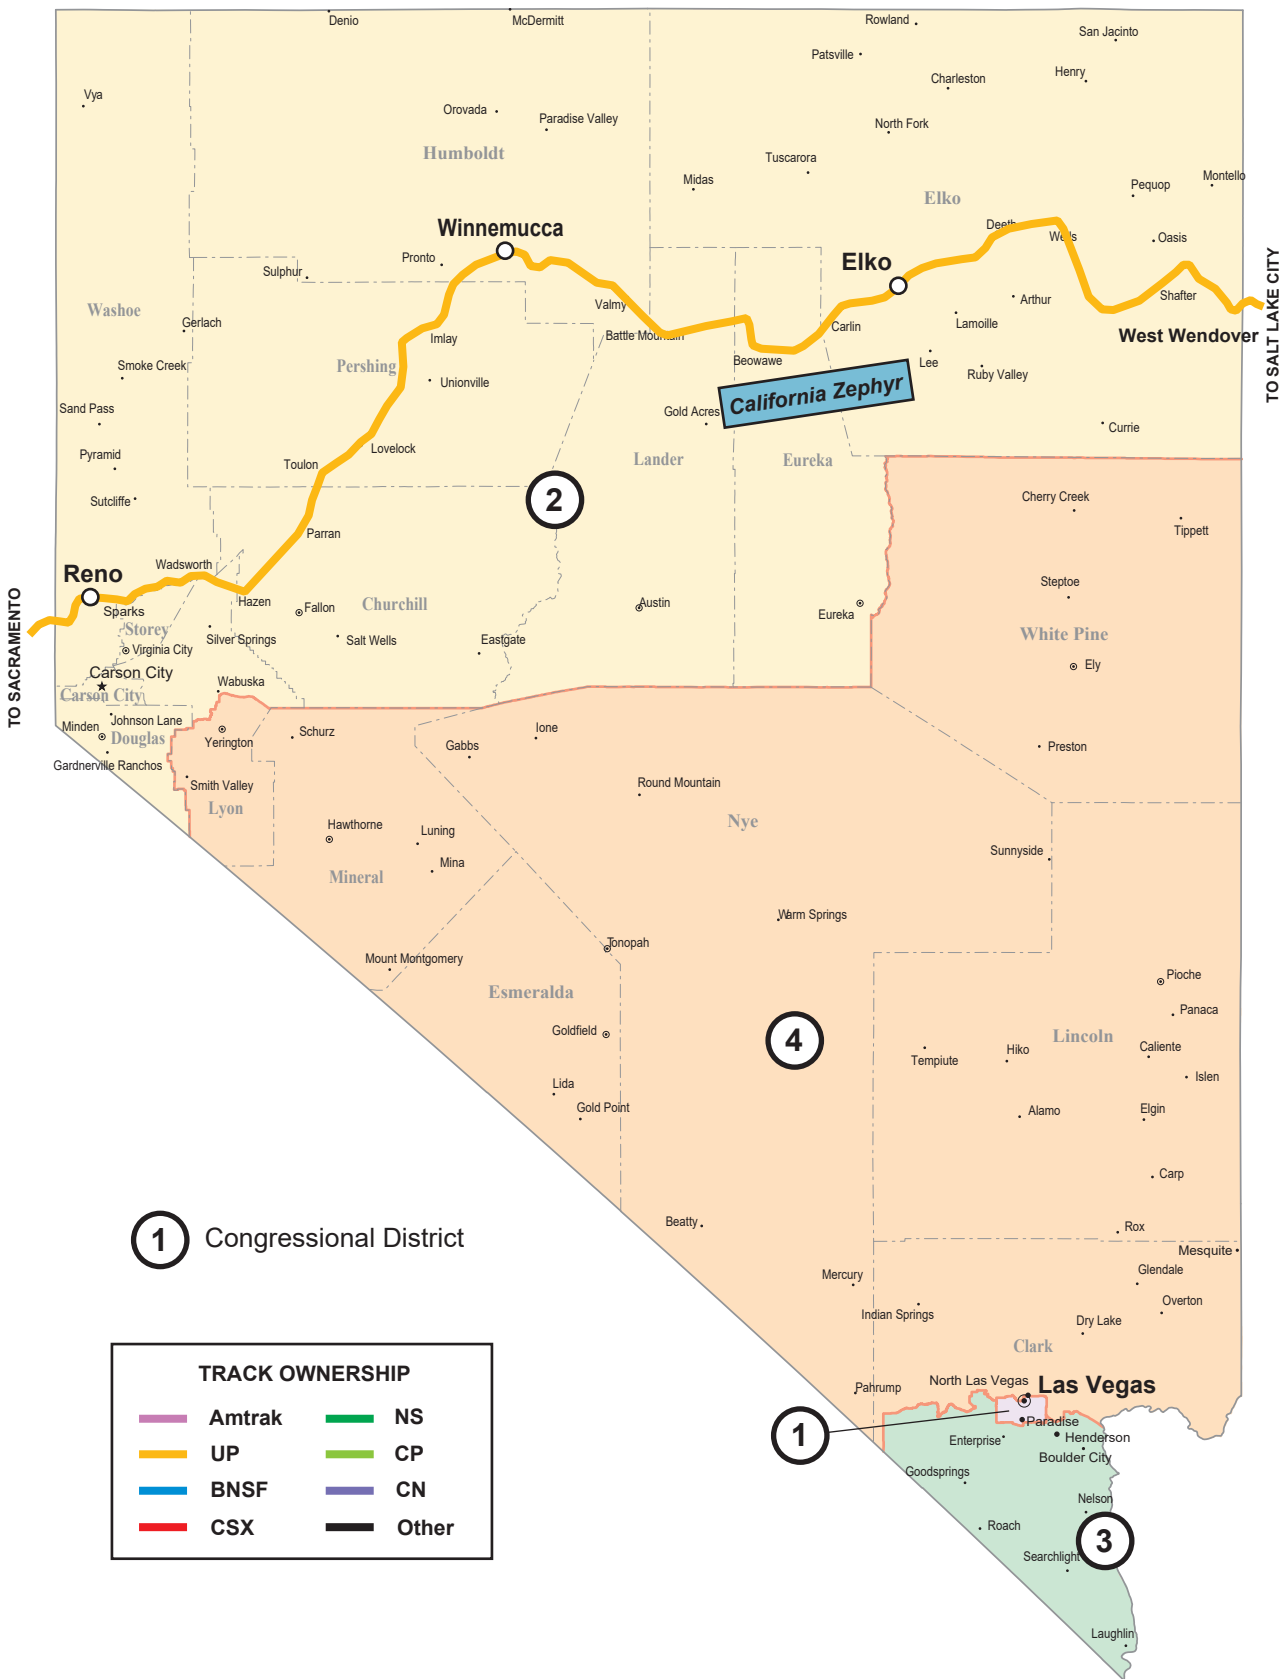 Denio
McDermitt
Rowland
San Jacinto
Patsville
Henry
Charleston
Vya
Orovada
Paradise Valley
North Fork
Humboldt
Tuscarora
Midas
Montello
Pequop
Elko
Winnemucca
Deeth
Wells
Oasis
Pronto
Sulphur
Elko
TO SALT LAKE CITY
Washoe
Valmy
Arthur
Shafter
Gerlach
Imlay
Battle Mountain
Carlin
Lamoille
West Wendover
Smoke Creek
Pershing
Unionville
Beowawe
Lee
Ruby Valley
California Zephyr
Sand Pass
Gold Acres
Currie
Pyramid
Toulon
Lovelock
Lander
Eureka
Sutcliffe
2
Cherry Creek
Tippett
Parran
Wadsworth
Reno
Steptoe
TO SACRAMENTO
Sparks
Hazen
Fallon
Churchill
Austin
Eureka
Storey
Silver Springs
Salt Wells
Eastgate
White Pine
Virginia City
Ely
Carson City
Carson City
Wabuska
Minden
Johnson Lane
Douglas
Yerington
Schurz
Ione
Gabbs
Preston
Gardnerville Ranchos
Smith Valley
Round Mountain
Lyon
Hawthorne
Luning
Nye
Mina
Sunnyside
Mineral
Warm Springs
Tonopah
Mount Montgomery
Pioche
Esmeralda
Panaca
Goldfield
4
Lincoln
Tempiute
Hiko
Caliente
Islen
Lida
Gold Point
Alamo
Elgin
Carp
Beatty
Rox
1 Congressional District
Mesquite
Mercury
Glendale
Indian Springs
Overton
Dry Lake
Clark
TRACK OWNERSHIP
Amtrak
NS
UP
CP
BNSF
CN
CSX
Other
Pahrump
North Las Vegas
Las Vegas
1
Paradise
Enterprise
Henderson
Boulder City
Goodsprings
Nelson
Roach
3
Searchlight
Laughlin